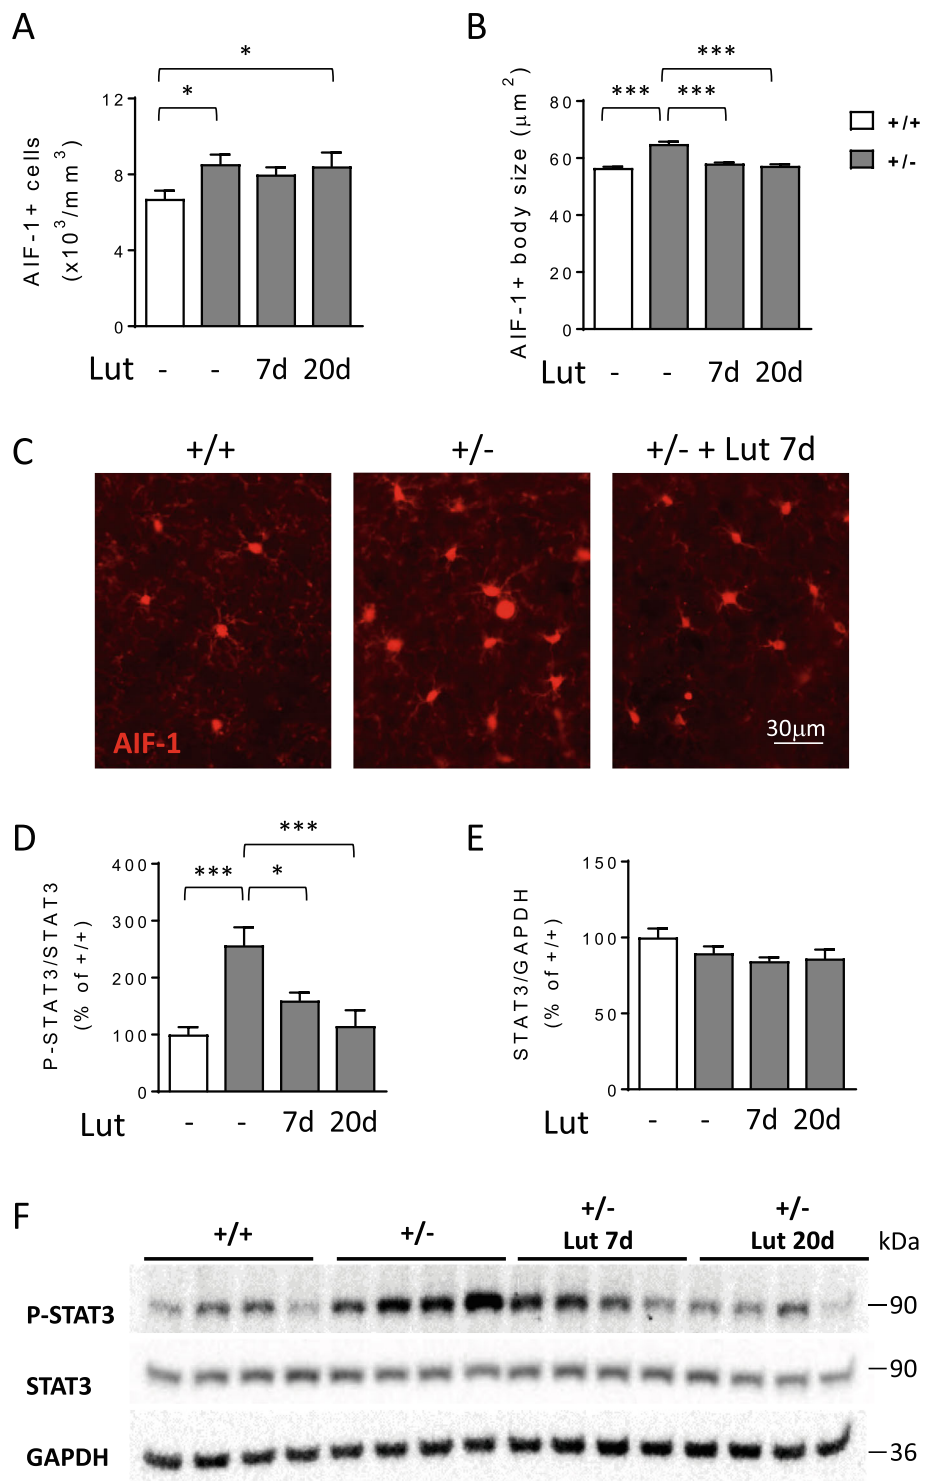 A
*
*
12
8
4
0
AIF-1+ cells
(x10³/mm³)
Lut - - 7d 20d
B
***
*** ***
80
60
40
20
0
AIF-1+ body size (μm²)
Lut - - 7d 20d
+/+
+/-
C
+/+ +/- +/- + Lut 7d
AIF-1
30μm
D
***
*** *
400
300
200
100
0
P-STAT3/STAT3
(% of +/+)
Lut - - 7d 20d
E
150
100
50
0
STAT3/GAPDH
(% of +/+)
Lut - - 7d 20d
F
+/+ +/- +/- +/-
Lut 7d Lut 20d kDa
P-STAT3 90
STAT3 90
GAPDH 36